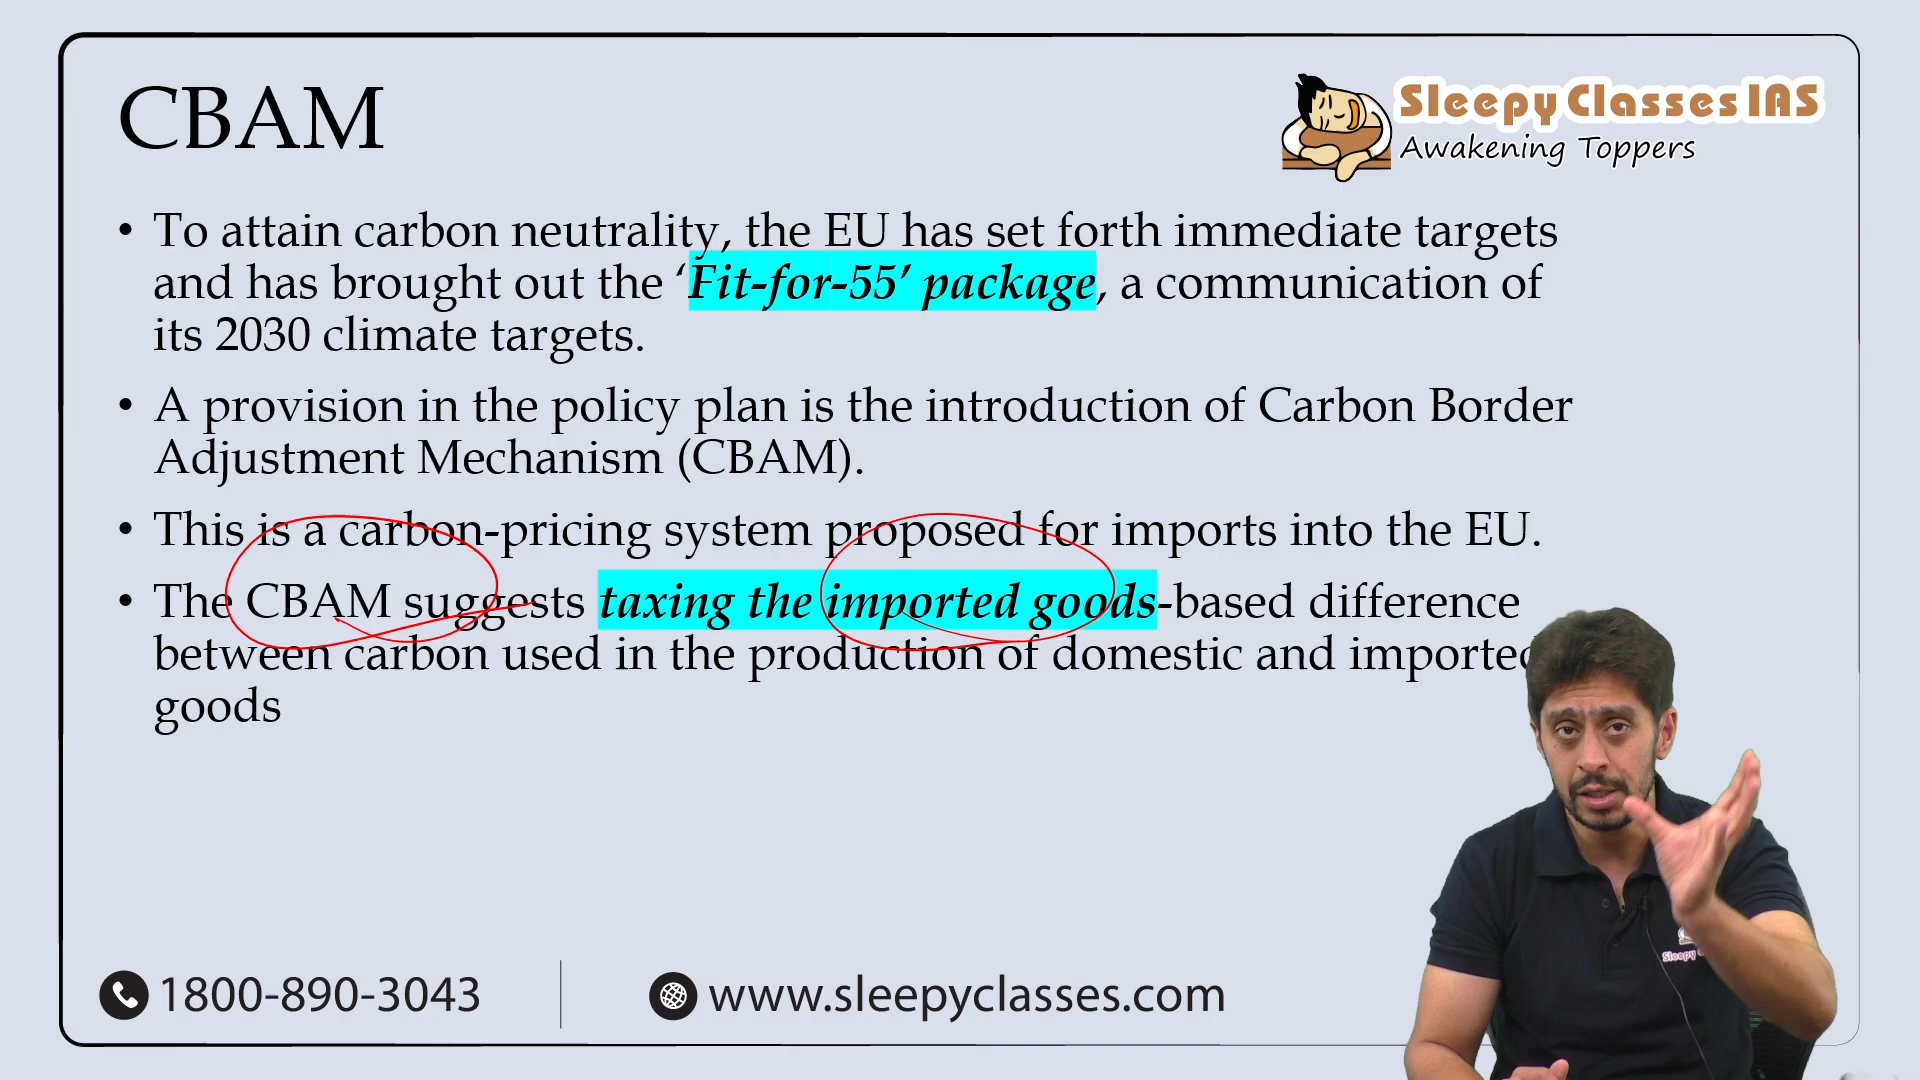 CBAM
Sleepy Classes IAS
Awakening Toppers
• To attain carbon neutrality, the EU has set forth immediate targets
and has brought out the ‘Fit-for-55’ package, a communication of
its 2030 climate targets.
• A provision in the policy plan is the introduction of Carbon Border
Adjustment Mechanism (CBAM).
• This is a carbon-pricing system proposed for imports into the EU.
• The CBAM suggests taxing the imported goods-based difference
between carbon used in the production of domestic and imported
goods
Sleepy
1800-890-3043
www.sleepyclasses.com